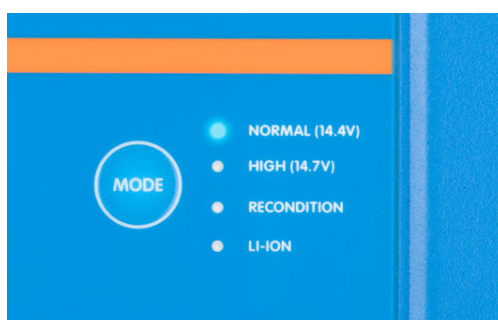 NORMAL (14.4V)
HIGH (14.7V)
MODE
RECONDITION
LI-ION